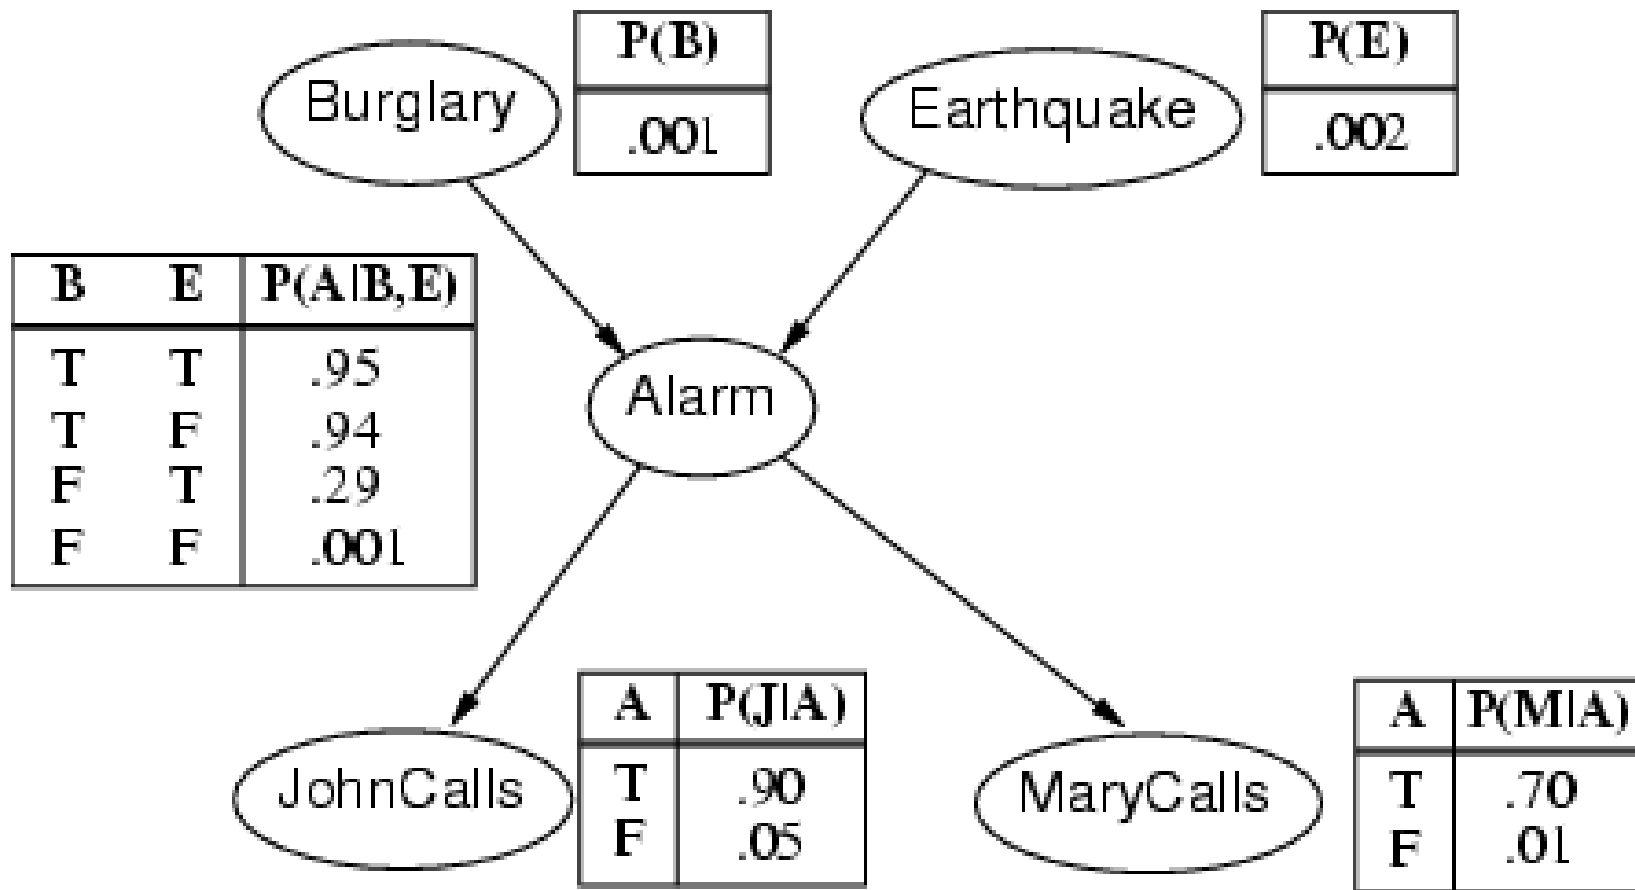 Burglary
P(B)
.001
Earthquake
P(E)
.002
B E P(A|B,E)
T T .95
T F .94
F T .29
F F .001
Alarm
JohnCalls
A P(J|A)
T .90
F .05
MaryCalls
A P(M|A)
T .70
F .01